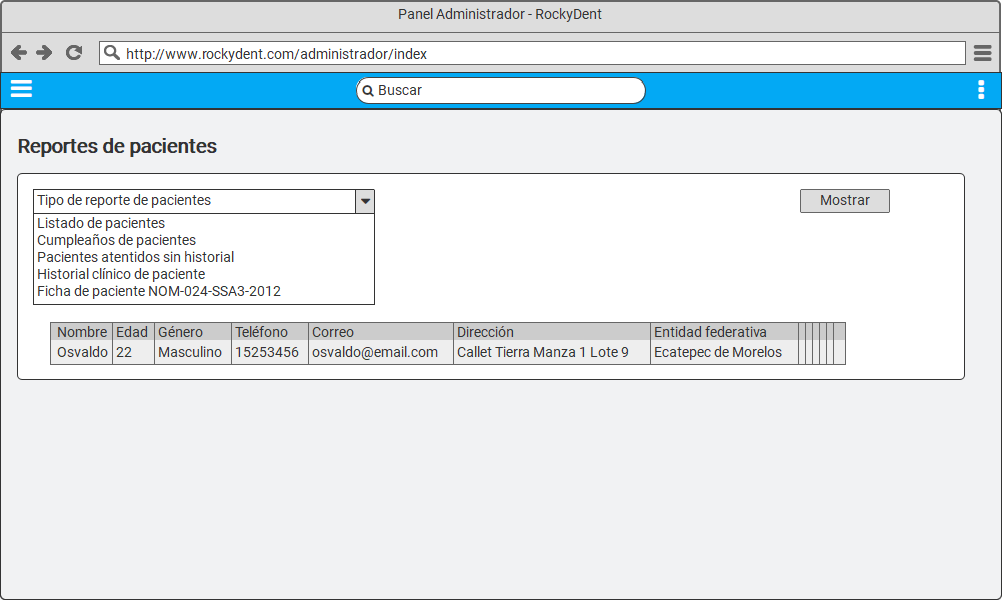 Panel Administrador - RockyDent
http://www.rockydent.com/administrador/index
Buscar
Reportes de pacientes
Tipo de reporte de pacientes
Mostrar
Listado de pacientes
Cumpleaños de pacientes
Pacientes atentidos sin historial
Historial clínico de paciente
Ficha de paciente NOM-024-SSA3-2012
Nombre Edad Género Teléfono Correo Dirección Entidad federativa
Osvaldo 22 Masculino 15253456 osvaldo@email.com Callet Tierra Manza 1 Lote 9 Ecatepec de Morelos